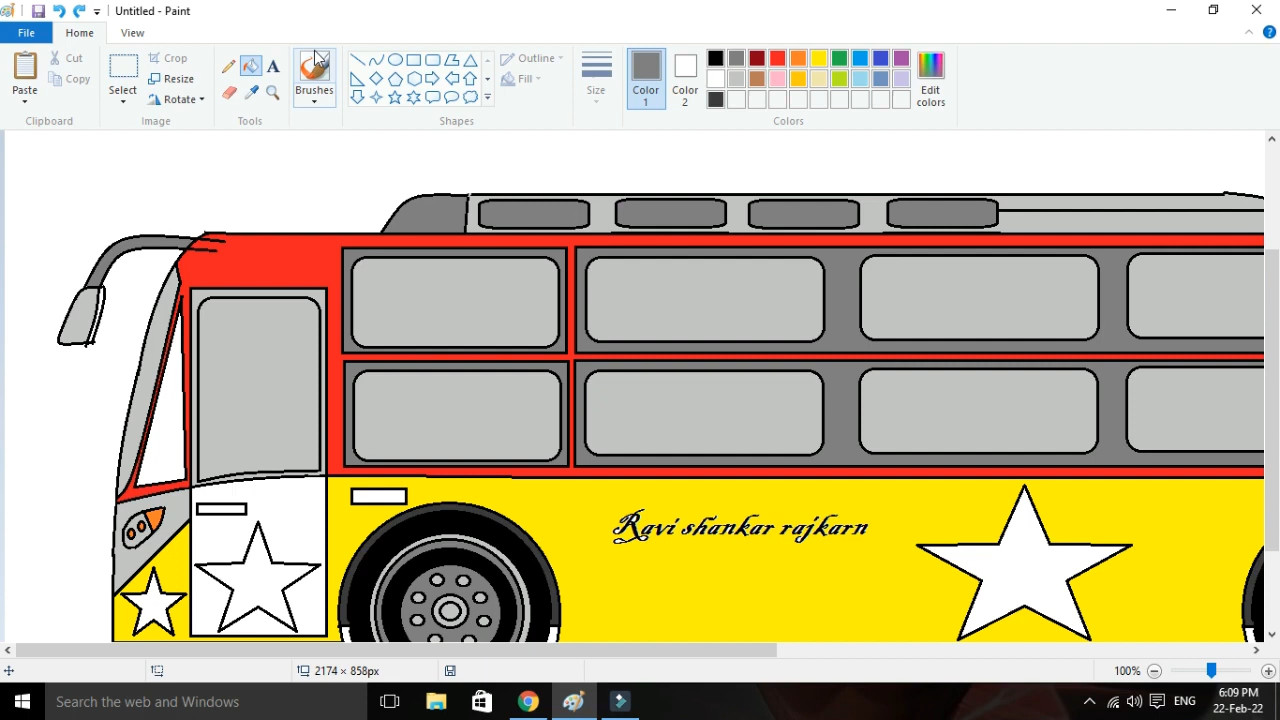 Untitled - Paint
File Home View
Paste
Cut
Copy
Clipboard
Select
Crop
Resize
Rotate
Image
Tools
Brushes
Outline
Fill
Shapes
Size
Color 1
Color 2
Edit colors
Colors
Ravi shankar rajkarn
2174 × 858px
100%
Search the web and Windows
ENG
6:09 PM
22-Feb-22